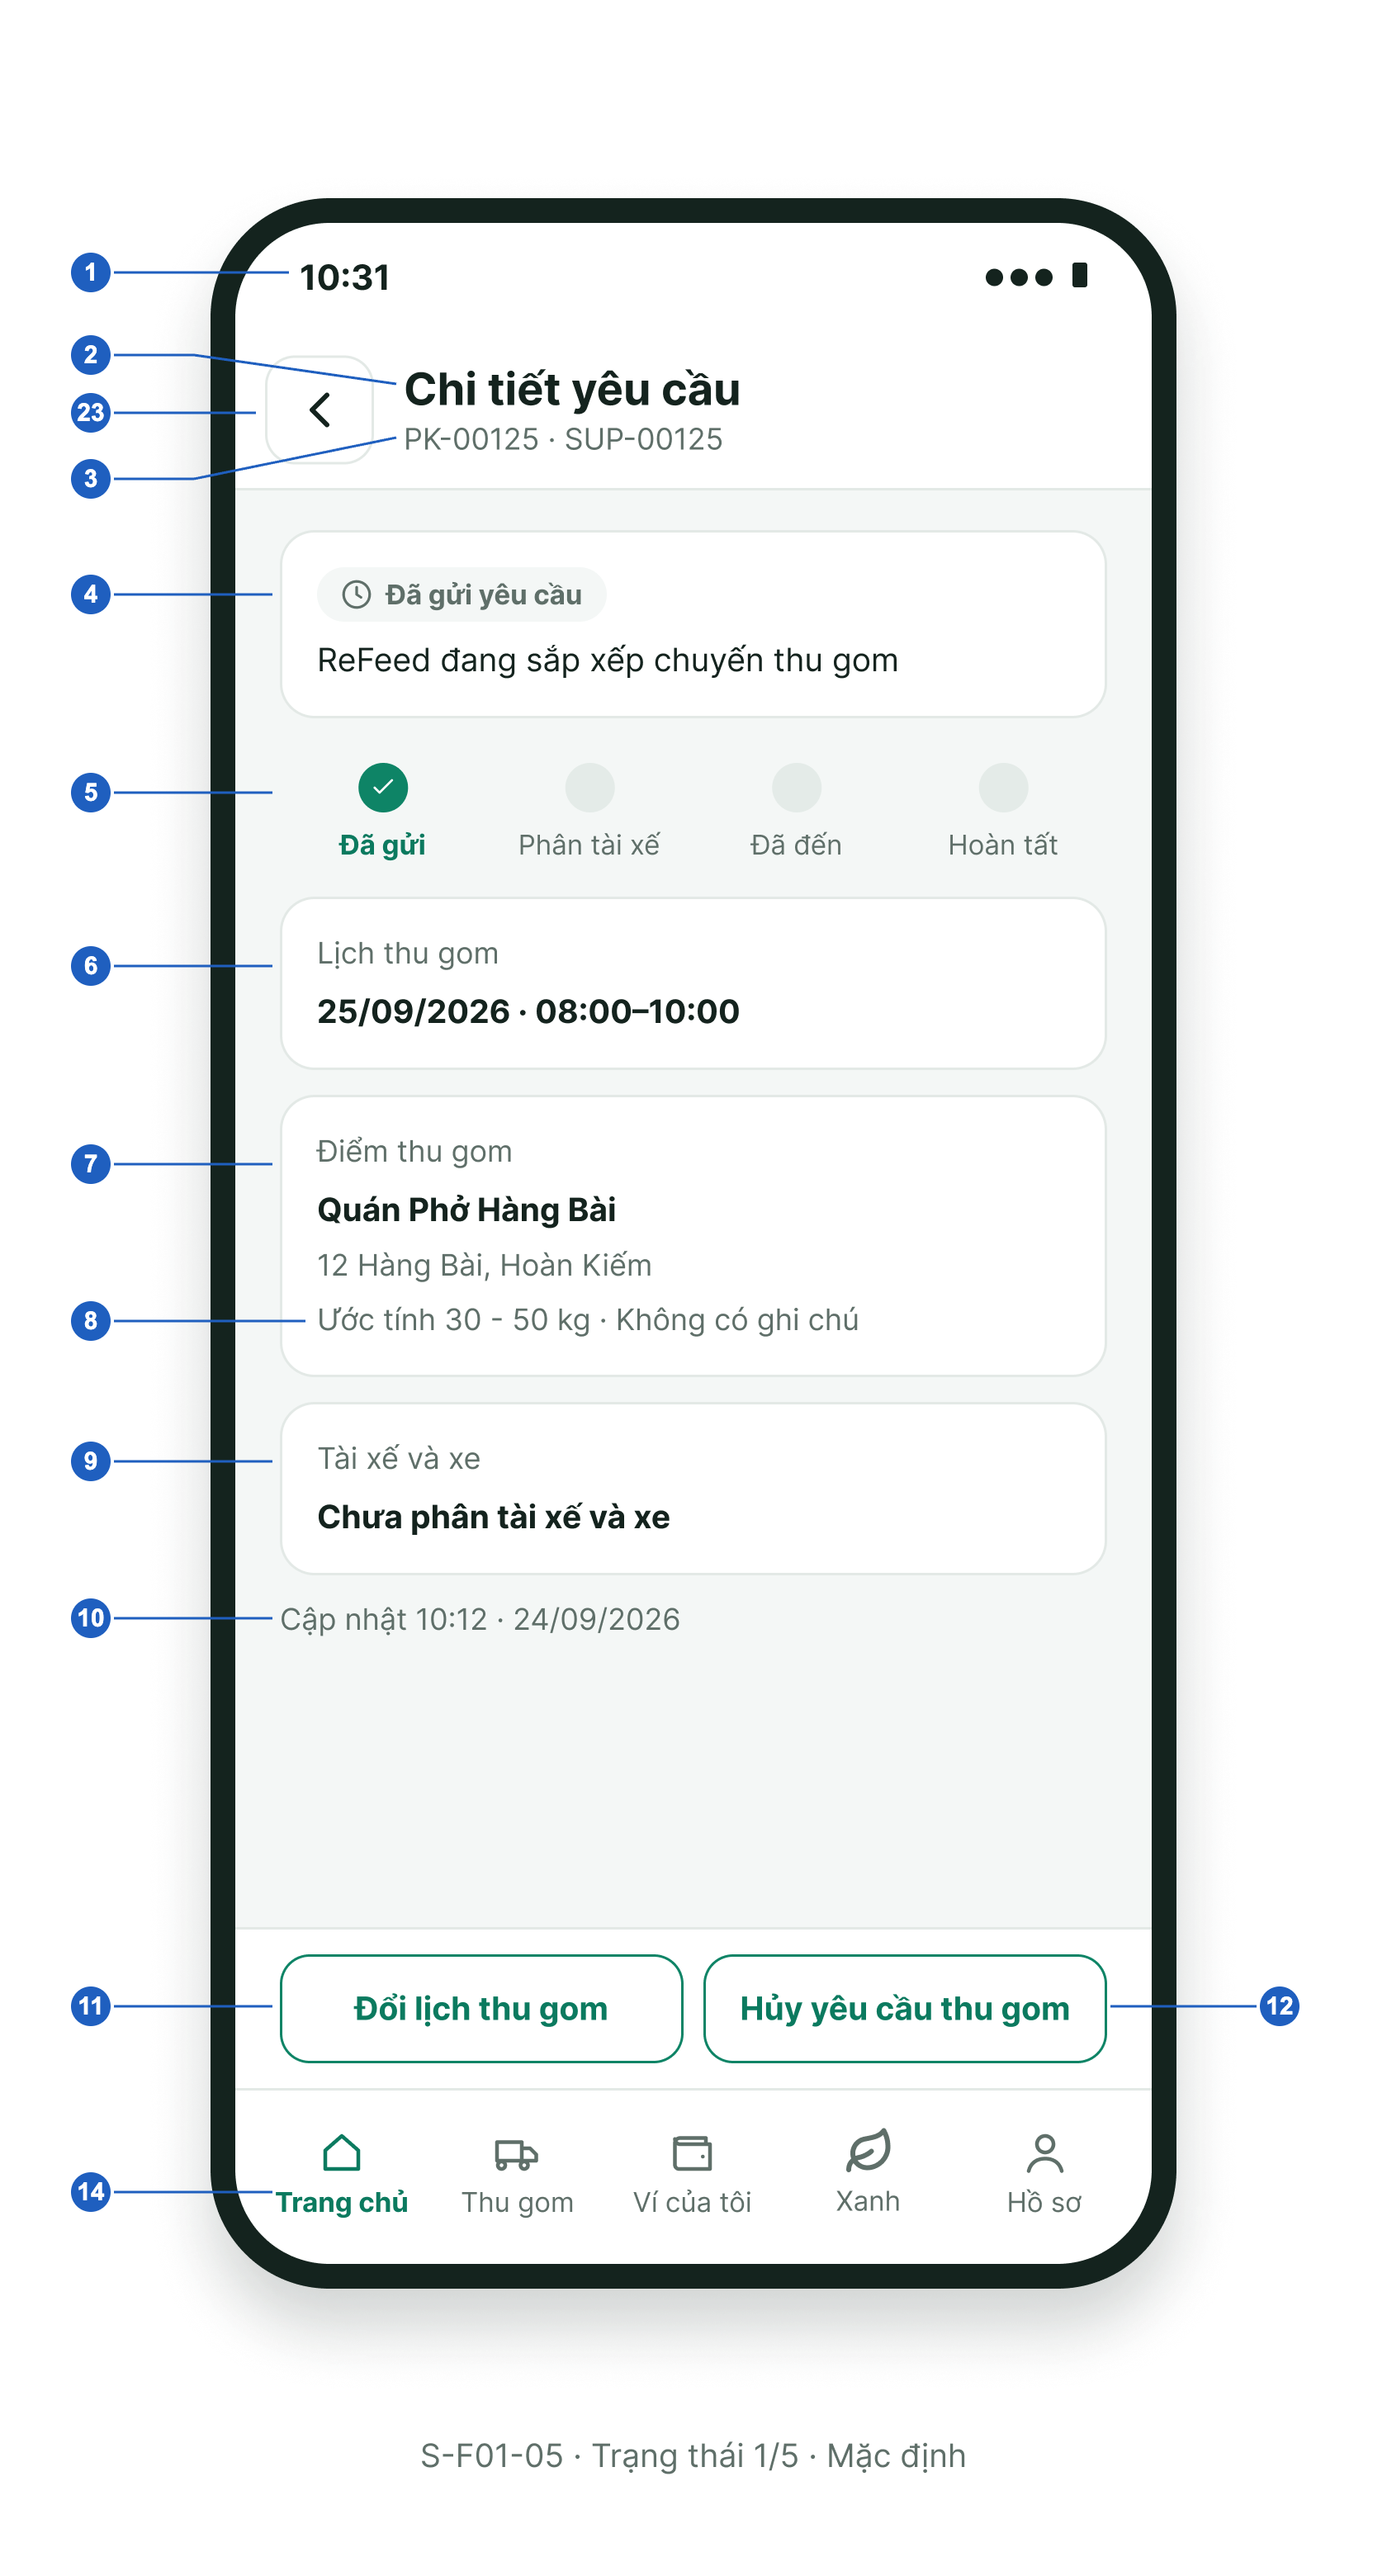 1
10:31
2
Chi tiết yêu cầu
23
PK-00125 · SUP-00125
3
4
Đã gửi yêu cầu
ReFeed đang sắp xếp chuyến thu gom
5
Đã gửi
Phân tài xế
Đã đến
Hoàn tất
6
Lịch thu gom
25/09/2026 · 08:00–10:00
7
Điểm thu gom
Quán Phở Hàng Bài
12 Hàng Bài, Hoàn Kiếm
8
Ước tính 30 - 50 kg · Không có ghi chú
9
Tài xế và xe
Chưa phân tài xế và xe
10
Cập nhật 10:12 · 24/09/2026
11
Đổi lịch thu gom
Hủy yêu cầu thu gom
12
14
Trang chủ
Thu gom
Ví của tôi
Xanh
Hồ sơ
S-F01-05 · Trạng thái 1/5 · Mặc định